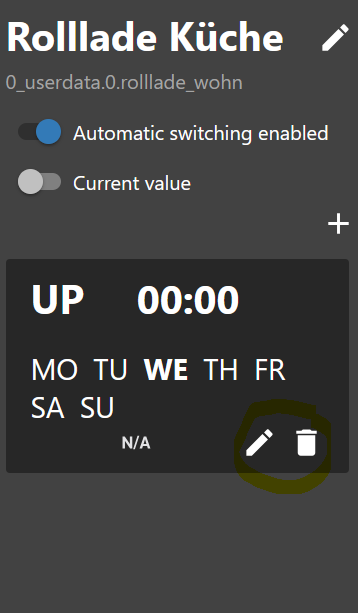 Rolllade Küche
0_userdata.0.rolllade_wohn
Automatic switching enabled
Current value
UP 00:00
MO TU WE TH FR
SA SU
N/A